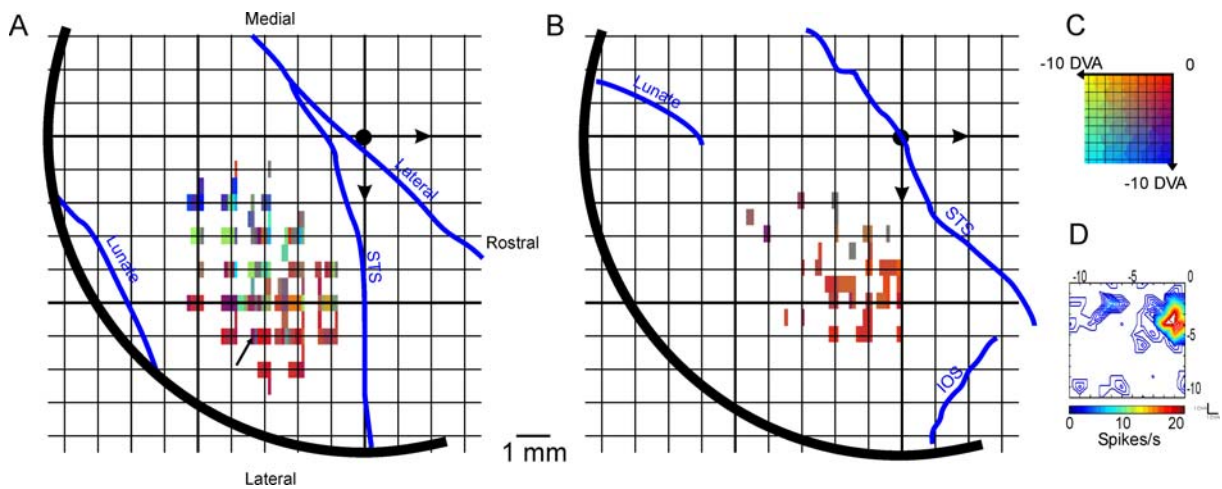 A
Medial
Lateral
STS
Lunate
Rostral
Lateral
1 mm
B
Lunate
STS
IOS
C
-10 DVA
0
-10 DVA
D
-10
-5
0
0
-5
-10
0
10
20
Spikes/s